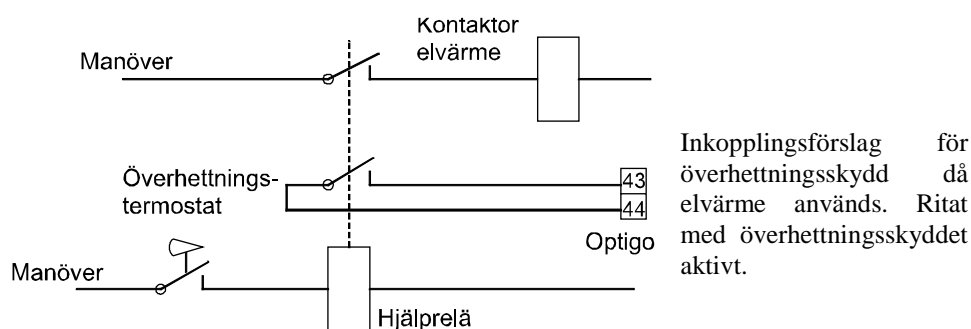 Kontaktor
elvärme
Manöver
Överhettnings-
termostat
43
44
Optigo
Manöver
Hjälprelä
Inkopplingsförslag för
överhettningsskydd då
elvärme används. Ritat
med överhettningsskyddet
aktivt.